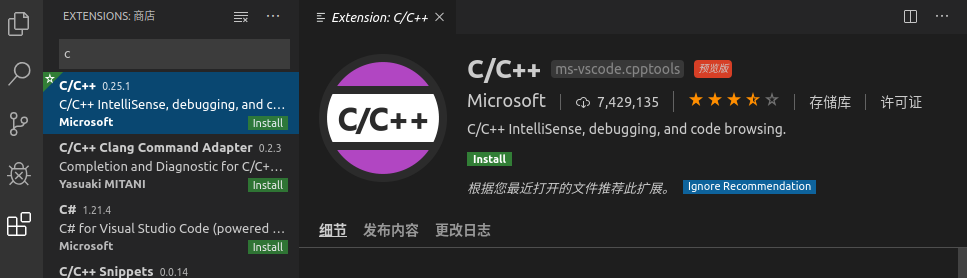 EXTENSIONS: 商店
c
C/C++ 0.25.1
C/C++ IntelliSense, debugging, and c...
Microsoft Install
C/C++ Clang Command Adapter 0.2.3
Completion and Diagnostic for C/C+...
Yasuaki MITANI Install
C# 1.21.4
C# for Visual Studio Code (powered ...
Microsoft Install
C/C++ Snippets 0.0.14
Extension: C/C++
C/C++
C/C++ ms-vscode.cpptools 预览版
Microsoft 7,429,135 存储库 许可证
C/C++ IntelliSense, debugging, and code browsing.
Install
根据您最近打开的文件推荐此扩展。 Ignore Recommendation
细节 发布内容 更改日志